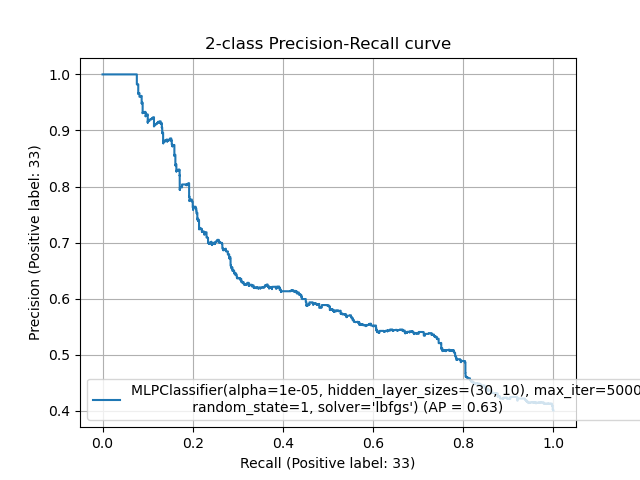 2-class Precision-Recall curve
1.0
0.9
0.8
0.7
0.6
0.5
0.4
Precision (Positive label: 33)
MLPClassifier(alpha=1e-05, hidden_layer_sizes=(30, 10), max_iter=5000
random_state=1, solver='lbfgs') (AP = 0.63)
0.0 0.2 0.4 0.6 0.8 1.0
Recall (Positive label: 33)